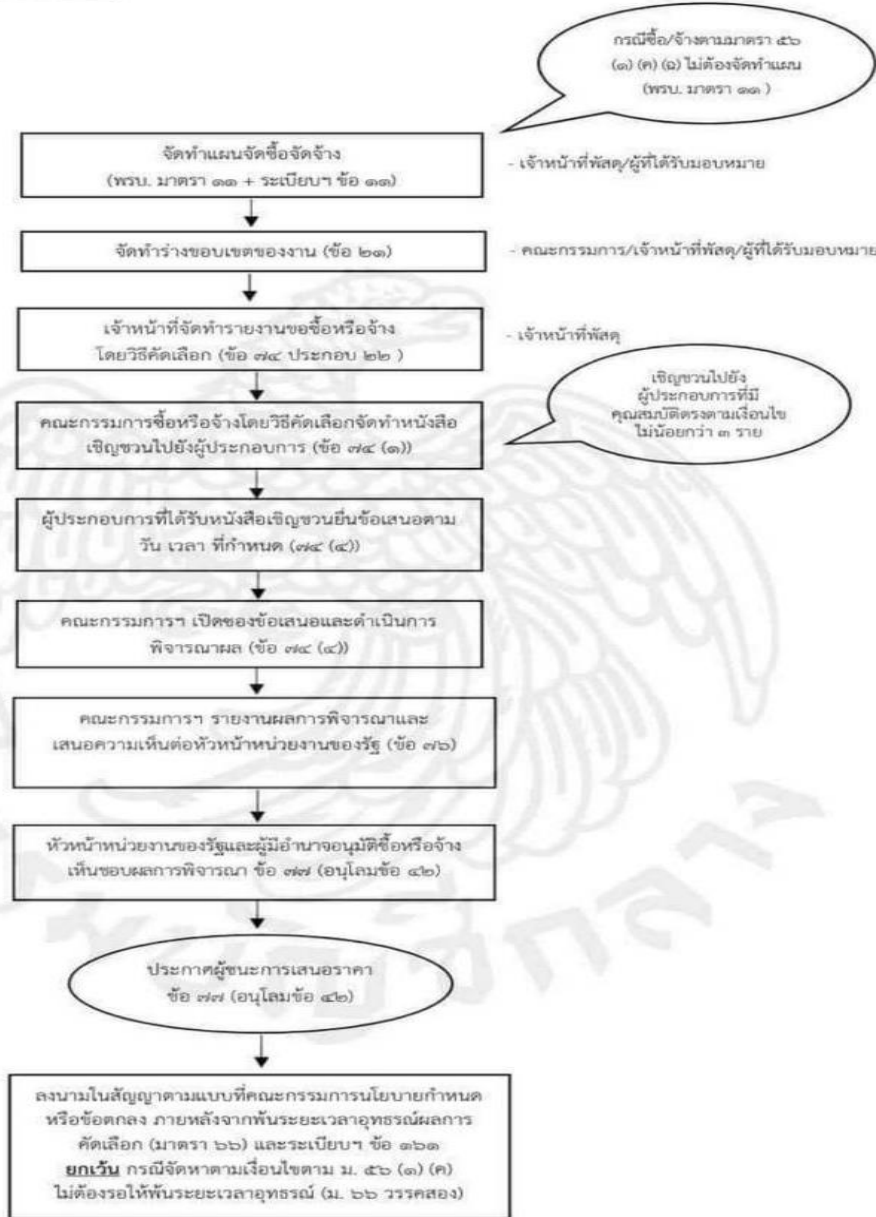 กรณีซื้อ/จ้างตามมาตรา ๕๖
(๑) (ค) (ฉ) ไม่ต้องจัดทำแผน
(พรบ. มาตรา ๑๑ )
จัดทำแผนจัดซื้อจัดจ้าง
(พรบ. มาตรา ๑๑ + ระเบียบฯ ข้อ ๑๑)
- เจ้าหน้าที่พัสดุ/ผู้ที่ได้รับมอบหมาย
จัดทำร่างขอบเขตของงาน (ข้อ ๒๑)
- คณะกรรมการ/เจ้าหน้าที่พัสดุ/ผู้ที่ได้รับมอบหมาย
เจ้าหน้าที่จัดทำรายงานขอซื้อหรือจ้าง
โดยวิธีคัดเลือก (ข้อ ๗๔ ประกอบ ๒๒ )
- เจ้าหน้าที่พัสดุ
เชิญชวนไปยัง
ผู้ประกอบการที่มี
คุณสมบัติตรงตามเงื่อนไข
ไม่น้อยกว่า ๓ ราย
คณะกรรมการซื้อหรือจ้างโดยวิธีคัดเลือกจัดทำหนังสือ
เชิญชวนไปยังผู้ประกอบการ (ข้อ ๗๔ (๑))
ผู้ประกอบการที่ได้รับหนังสือเชิญชวนยื่นข้อเสนอตาม
วัน เวลา ที่กำหนด (๗๔ (๔))
คณะกรรมการฯ เปิดซองข้อเสนอและดำเนินการ
พิจารณาผล (ข้อ ๗๔ (๔))
คณะกรรมการฯ รายงานผลการพิจารณาและ
เสนอความเห็นต่อหัวหน้าหน่วยงานของรัฐ (ข้อ ๗๖)
หัวหน้าหน่วยงานของรัฐและผู้มีอำนาจอนุมัติซื้อหรือจ้าง
เห็นชอบผลการพิจารณา ข้อ ๗๗ (อนุโลมข้อ ๔๒)
ประกาศผู้ชนะการเสนอราคา
ข้อ ๗๗ (อนุโลมข้อ ๔๒)
ลงนามในสัญญาตามแบบที่คณะกรรมการนโยบายกำหนด
หรือข้อตกลง ภายหลังจากพ้นระยะเวลาอุทธรณ์ผลการ
คัดเลือก (มาตรา ๖๖) และระเบียบฯ ข้อ ๑๖๑
ยกเว้น กรณีจัดหาตามเงื่อนไขตาม ม. ๕๖ (๑) (ค)
ไม่ต้องรอให้พ้นระยะเวลาอุทธรณ์ (ม. ๖๖ วรรคสอง)